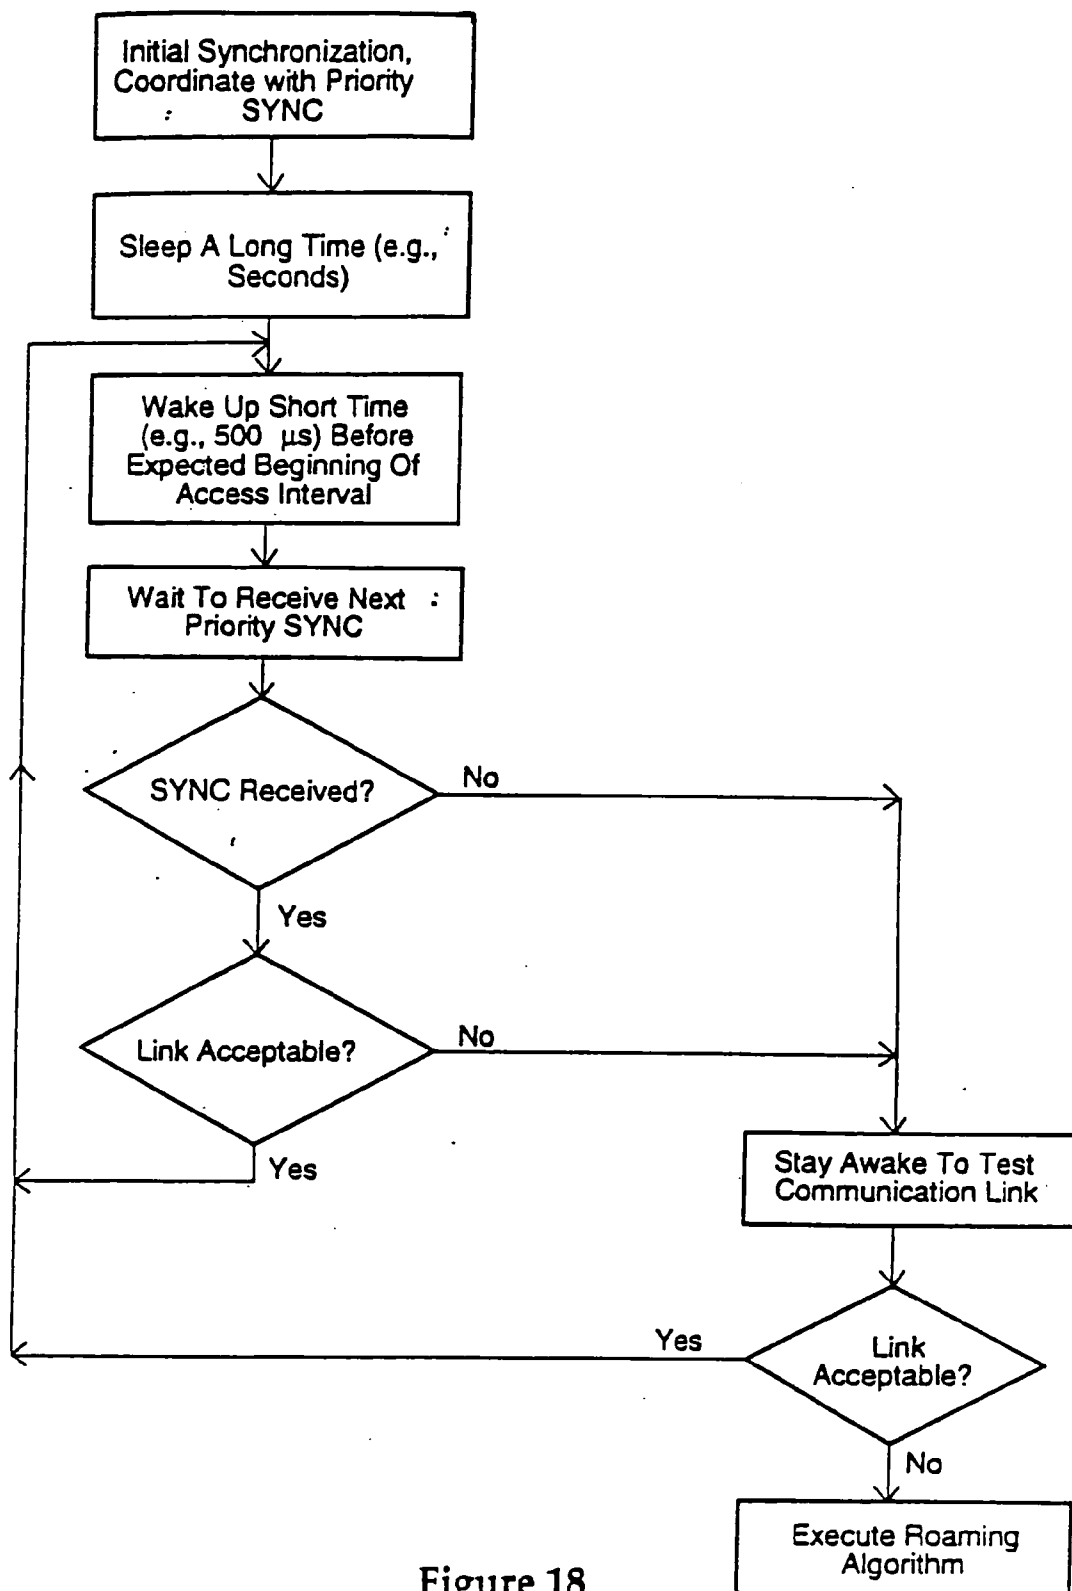 Initial Synchronization,
Coordinate with Priority
SYNC
Sleep A Long Time (e.g.,
Seconds)
Wake Up Short Time
(e.g., 500 µs) Before
Expected Beginning Of
Access Interval
Wait To Receive Next
Priority SYNC
SYNC Received?
No
Yes
Link Acceptable?
No
Yes
Stay Awake To Test
Communication Link
Link
Acceptable?
Yes
No
Execute Roaming
Algorithm
Figure 18